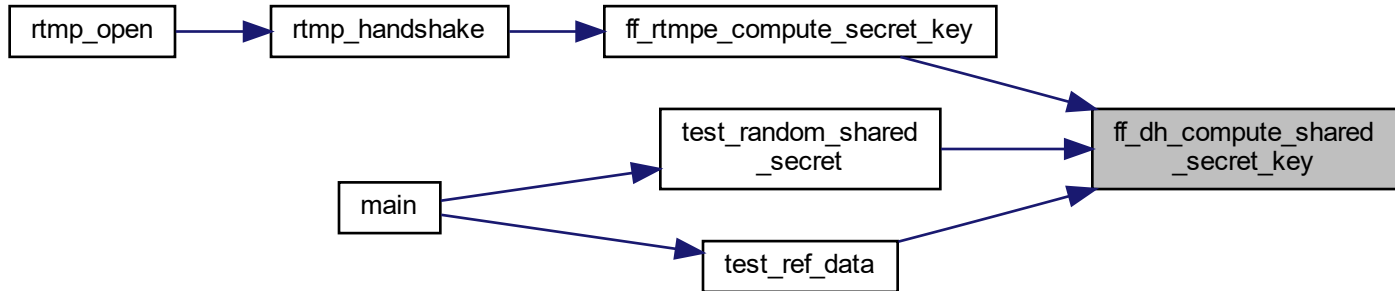 rtmp_open
rtmp_handshake
ff_rtmpe_compute_secret_key
test_random_shared
_secret
ff_dh_compute_shared
_secret_key
main
test_ref_data